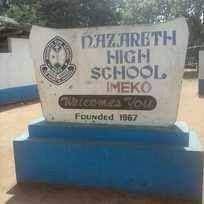 NAZARETH
HIGH
SCHOOL
IMEKO
Welcomes You
FOUNDED 1967